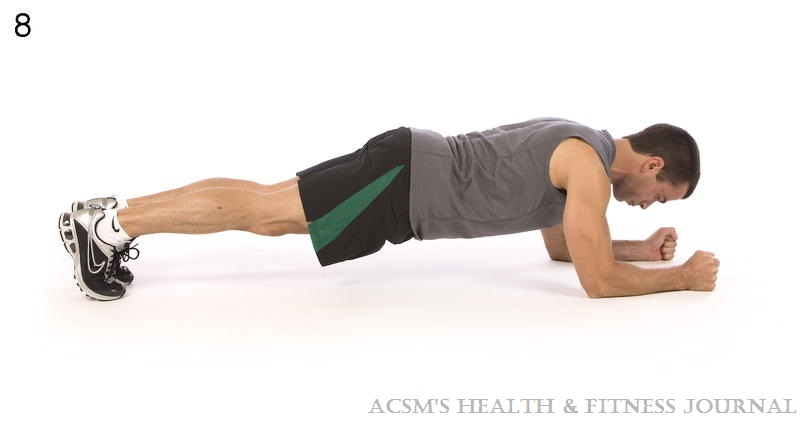 8
ACSM'S HEALTH & FITNESS JOURNAL